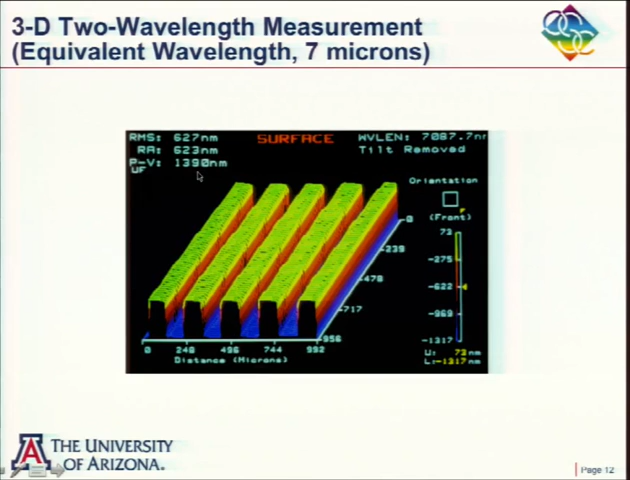 3-D Two-Wavelength Measurement
(Equivalent Wavelength, 7 microns)
RMS: 627nm
SURFACE
WVLEN: 7087.7nm
RA: 623nm
Tilt Removed
P-V: 1390nm
UF
Orientation
(Front)
0
239
478
717
956
73
-275
-622
-969
-1317
0 248 496 744 992
Distance (Microns)
U: 73 nm
L:-1317 nm
A
THE UNIVERSITY
OF ARIZONA.
Page 12